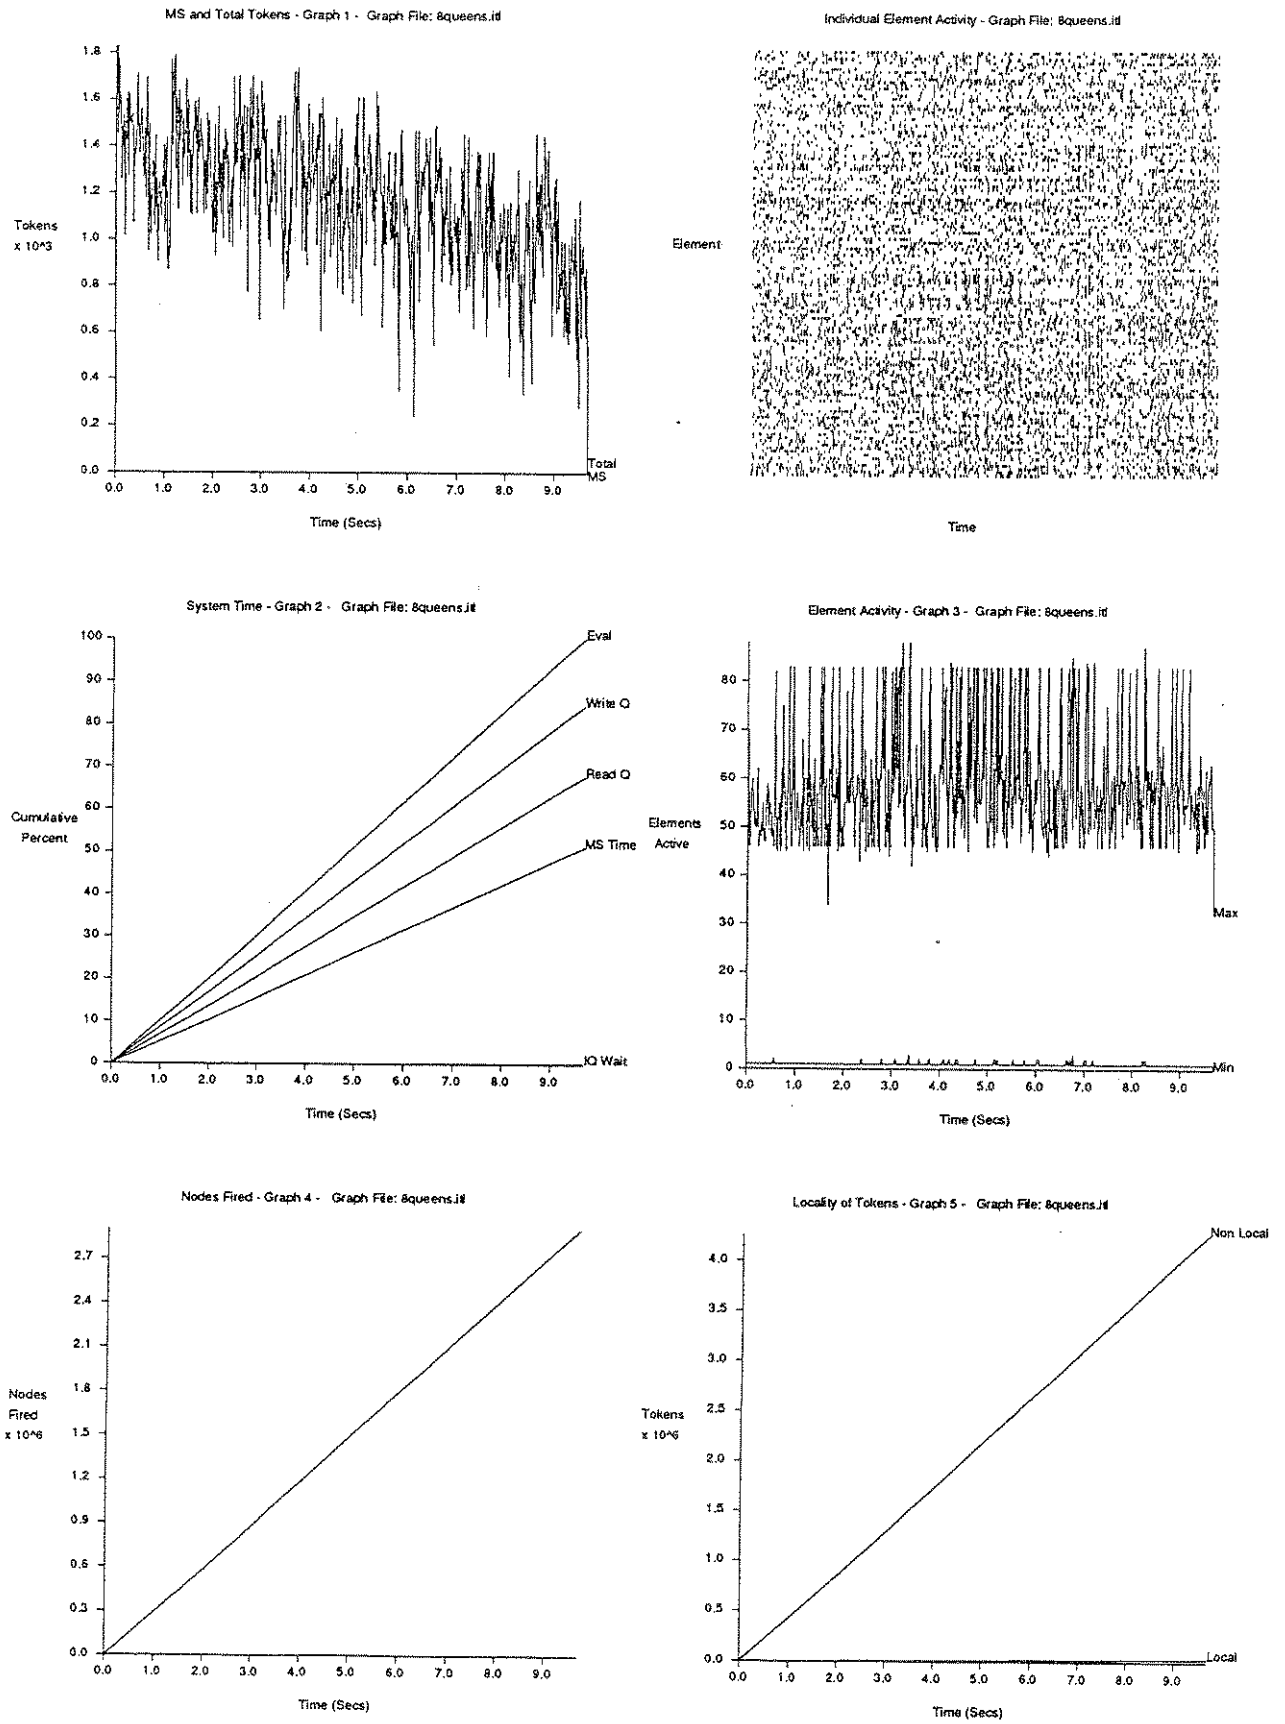 MS and Total Tokens - Graph 1 - Graph File: 8queens.itl
1.8
1.6
1.4
1.2
Tokens
x 10^3
1.0
0.8
0.6
0.4
0.2
0.0
Total
MS
0.0 1.0 2.0 3.0 4.0 5.0 6.0 7.0 8.0 9.0
Time (Secs)
Individual Element Activity - Graph File: 8queens.itl
Element
Time
System Time - Graph 2 - Graph File: 8queens.itl
100
90
80
70
60
Cumulative
Percent
50
40
30
20
10
0
Eval
Write Q
Read Q
MS Time
IQ Wait
0.0 1.0 2.0 3.0 4.0 5.0 6.0 7.0 8.0 9.0
Time (Secs)
Element Activity - Graph 3 - Graph File: 8queens.itl
80
70
60
50
Elements
Active
40
30
20
10
0
Max
Min
0.0 1.0 2.0 3.0 4.0 5.0 6.0 7.0 8.0 9.0
Time (Secs)
Nodes Fired - Graph 4 - Graph File: 8queens.itl
2.7
2.4
2.1
1.8
Nodes
Fired
x 10^6
1.5
1.2
0.9
0.6
0.3
0.0
0.0 1.0 2.0 3.0 4.0 5.0 6.0 7.0 8.0 9.0
Time (Secs)
Locality of Tokens - Graph 5 - Graph File: 8queens.itl
4.0
3.5
3.0
2.5
Tokens
x 10^6
2.0
1.5
1.0
0.5
0.0
Non Local
Local
0.0 1.0 2.0 3.0 4.0 5.0 6.0 7.0 8.0 9.0
Time (Secs)